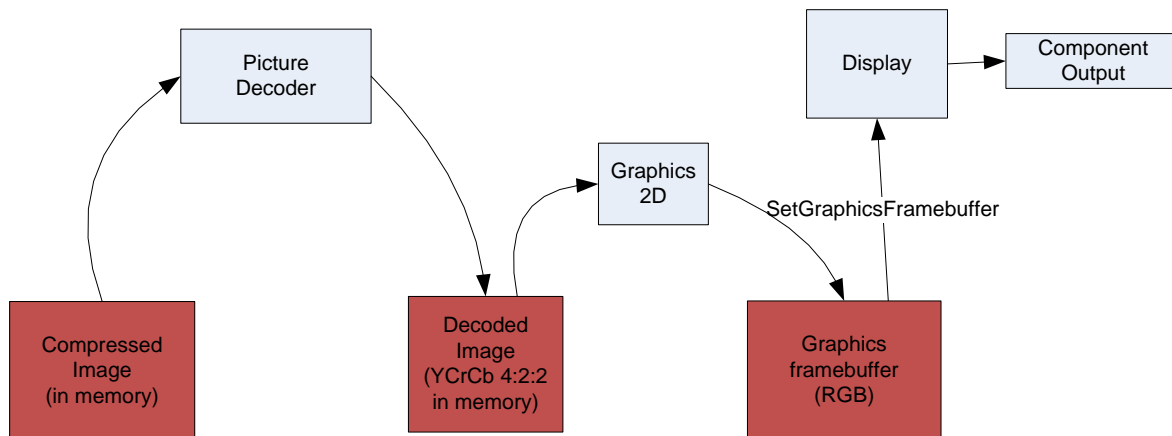 Picture
Decoder
Display
Component
Output
Graphics
2D
SetGraphicsFramebuffer
Compressed
Image
(in memory)
Decoded
Image
(YCrCb 4:2:2
in memory)
Graphics
framebuffer
(RGB)